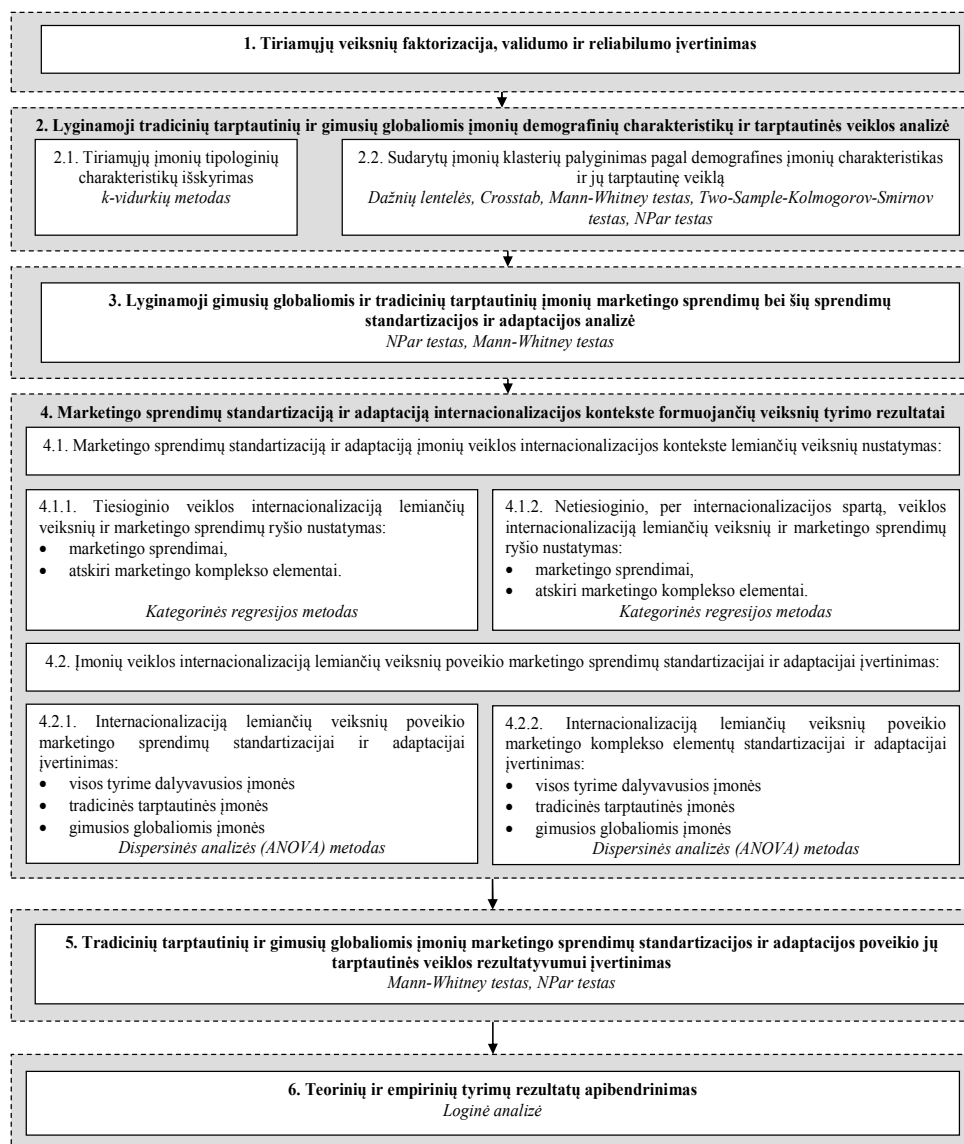 1. Tiriamųjų veiksnių faktorizacija, validumo ir reliabilumo įvertinimas
2. Lyginamoji tradicinių tarptautinių ir gimusių globaliomis įmonių demografinių charakteristikų ir tarptautinės veiklos analizė
2.1. Tiriamųjų įmonių tipologinių
charakteristikų išskyrimas
k-vidurkių metodas
2.2. Sudarytų įmonių klasterių palyginimas pagal demografines įmonių charakteristikas
ir jų tarptautinę veiklą
Dažnių lentelės, Crosstab, Mann-Whitney testas, Two-Sample-Kolmogorov-Smirnov
testas, NPar testas
3. Lyginamoji gimusių globaliomis ir tradicinių tarptautinių įmonių marketingo sprendimų bei šių sprendimų
standartizacijos ir adaptacijos analizė
NPar testas, Mann-Whitney testas
4. Marketingo sprendimų standartizaciją ir adaptaciją internacionalizacijos kontekste formuojančių veiksnių tyrimo rezultatai
4.1. Marketingo sprendimų standartizaciją ir adaptaciją įmonių veiklos internacionalizacijos kontekste lemiančių veiksnių nustatymas:
4.1.1. Tiesioginio veiklos internacionalizaciją lemiančių
veiksnių ir marketingo sprendimų ryšio nustatymas:
• marketingo sprendimai,
• atskiri marketingo komplekso elementai.
Kategorinės regresijos metodas
4.1.2. Netiesioginio, per internacionalizacijos spartą, veiklos
internacionalizaciją lemiančių veiksnių ir marketingo sprendimų
ryšio nustatymas:
• marketingo sprendimai,
• atskiri marketingo komplekso elementai.
Kategorinės regresijos metodas
4.2. Įmonių veiklos internacionalizaciją lemiančių veiksnių poveikio marketingo sprendimų standartizacijai ir adaptacijai įvertinimas:
4.2.1. Internacionalizaciją lemiančių veiksnių poveikio
marketingo sprendimų standartizacijai ir adaptacijai
įvertinimas:
• visos tyrime dalyvavusios įmonės
• tradicinės tarptautinės įmonės
• gimusios globaliomis įmonės
Dispersinės analizės (ANOVA) metodas
4.2.2. Internacionalizaciją lemiančių veiksnių poveikio
marketingo komplekso elementų standartizacijai ir adaptacijai
įvertinimas:
• visos tyrime dalyvavusios įmonės
• tradicinės tarptautinės įmonės
• gimusios globaliomis įmonės
Dispersinės analizės (ANOVA) metodas
5. Tradicinių tarptautinių ir gimusių globaliomis įmonių marketingo sprendimų standartizacijos ir adaptacijos poveikio jų
tarptautinės veiklos rezultatyvumui įvertinimas
Mann-Whitney testas, NPar testas
6. Teorinių ir empirinių tyrimų rezultatų apibendrinimas
Loginė analizė